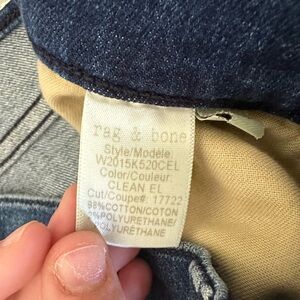 rag & bone
Style/Modèle
W2015K520CEL
Color/Couleur
CLEAN EL
Cut/Coupe#: 17722
98%COTTON/COTON
2%POLYURETHANE/
POLYURÉTHANE